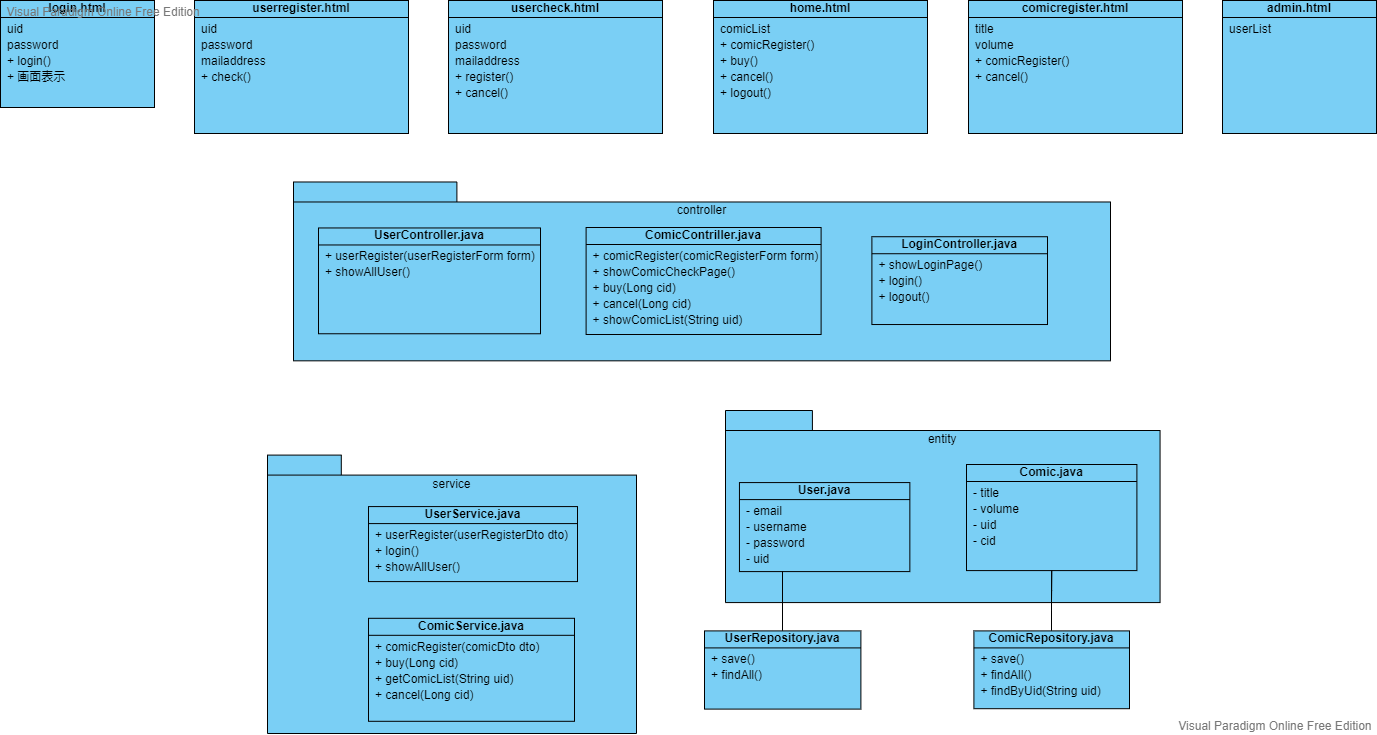 login.html
Visual Paradigm Online Free Edition
uid
password
+ login()
+ 画面表示
userregister.html
uid
password
mailaddress
+ check()
usercheck.html
uid
password
mailaddress
+ register()
+ cancel()
home.html
comicList
+ comicRegister()
+ buy()
+ cancel()
+ logout()
comicregister.html
title
volume
+ comicRegister()
+ cancel()
admin.html
userList
controller
UserController.java
+ userRegister(userRegisterForm form)
+ showAllUser()
ComicContriller.java
+ comicRegister(comicRegisterForm form)
+ showComicCheckPage()
+ buy(Long cid)
+ cancel(Long cid)
+ showComicList(String uid)
LoginController.java
+ showLoginPage()
+ login()
+ logout()
service
UserService.java
+ userRegister(userRegisterDto dto)
+ login()
+ showAllUser()
ComicService.java
+ comicRegister(comicDto dto)
+ buy(Long cid)
+ getComicList(String uid)
+ cancel(Long cid)
entity
User.java
- email
- username
- password
- uid
Comic.java
- title
- volume
- uid
- cid
UserRepository.java
+ save()
+ findAll()
ComicRepository.java
+ save()
+ findAll()
+ findByUid(String uid)
Visual Paradigm Online Free Edition